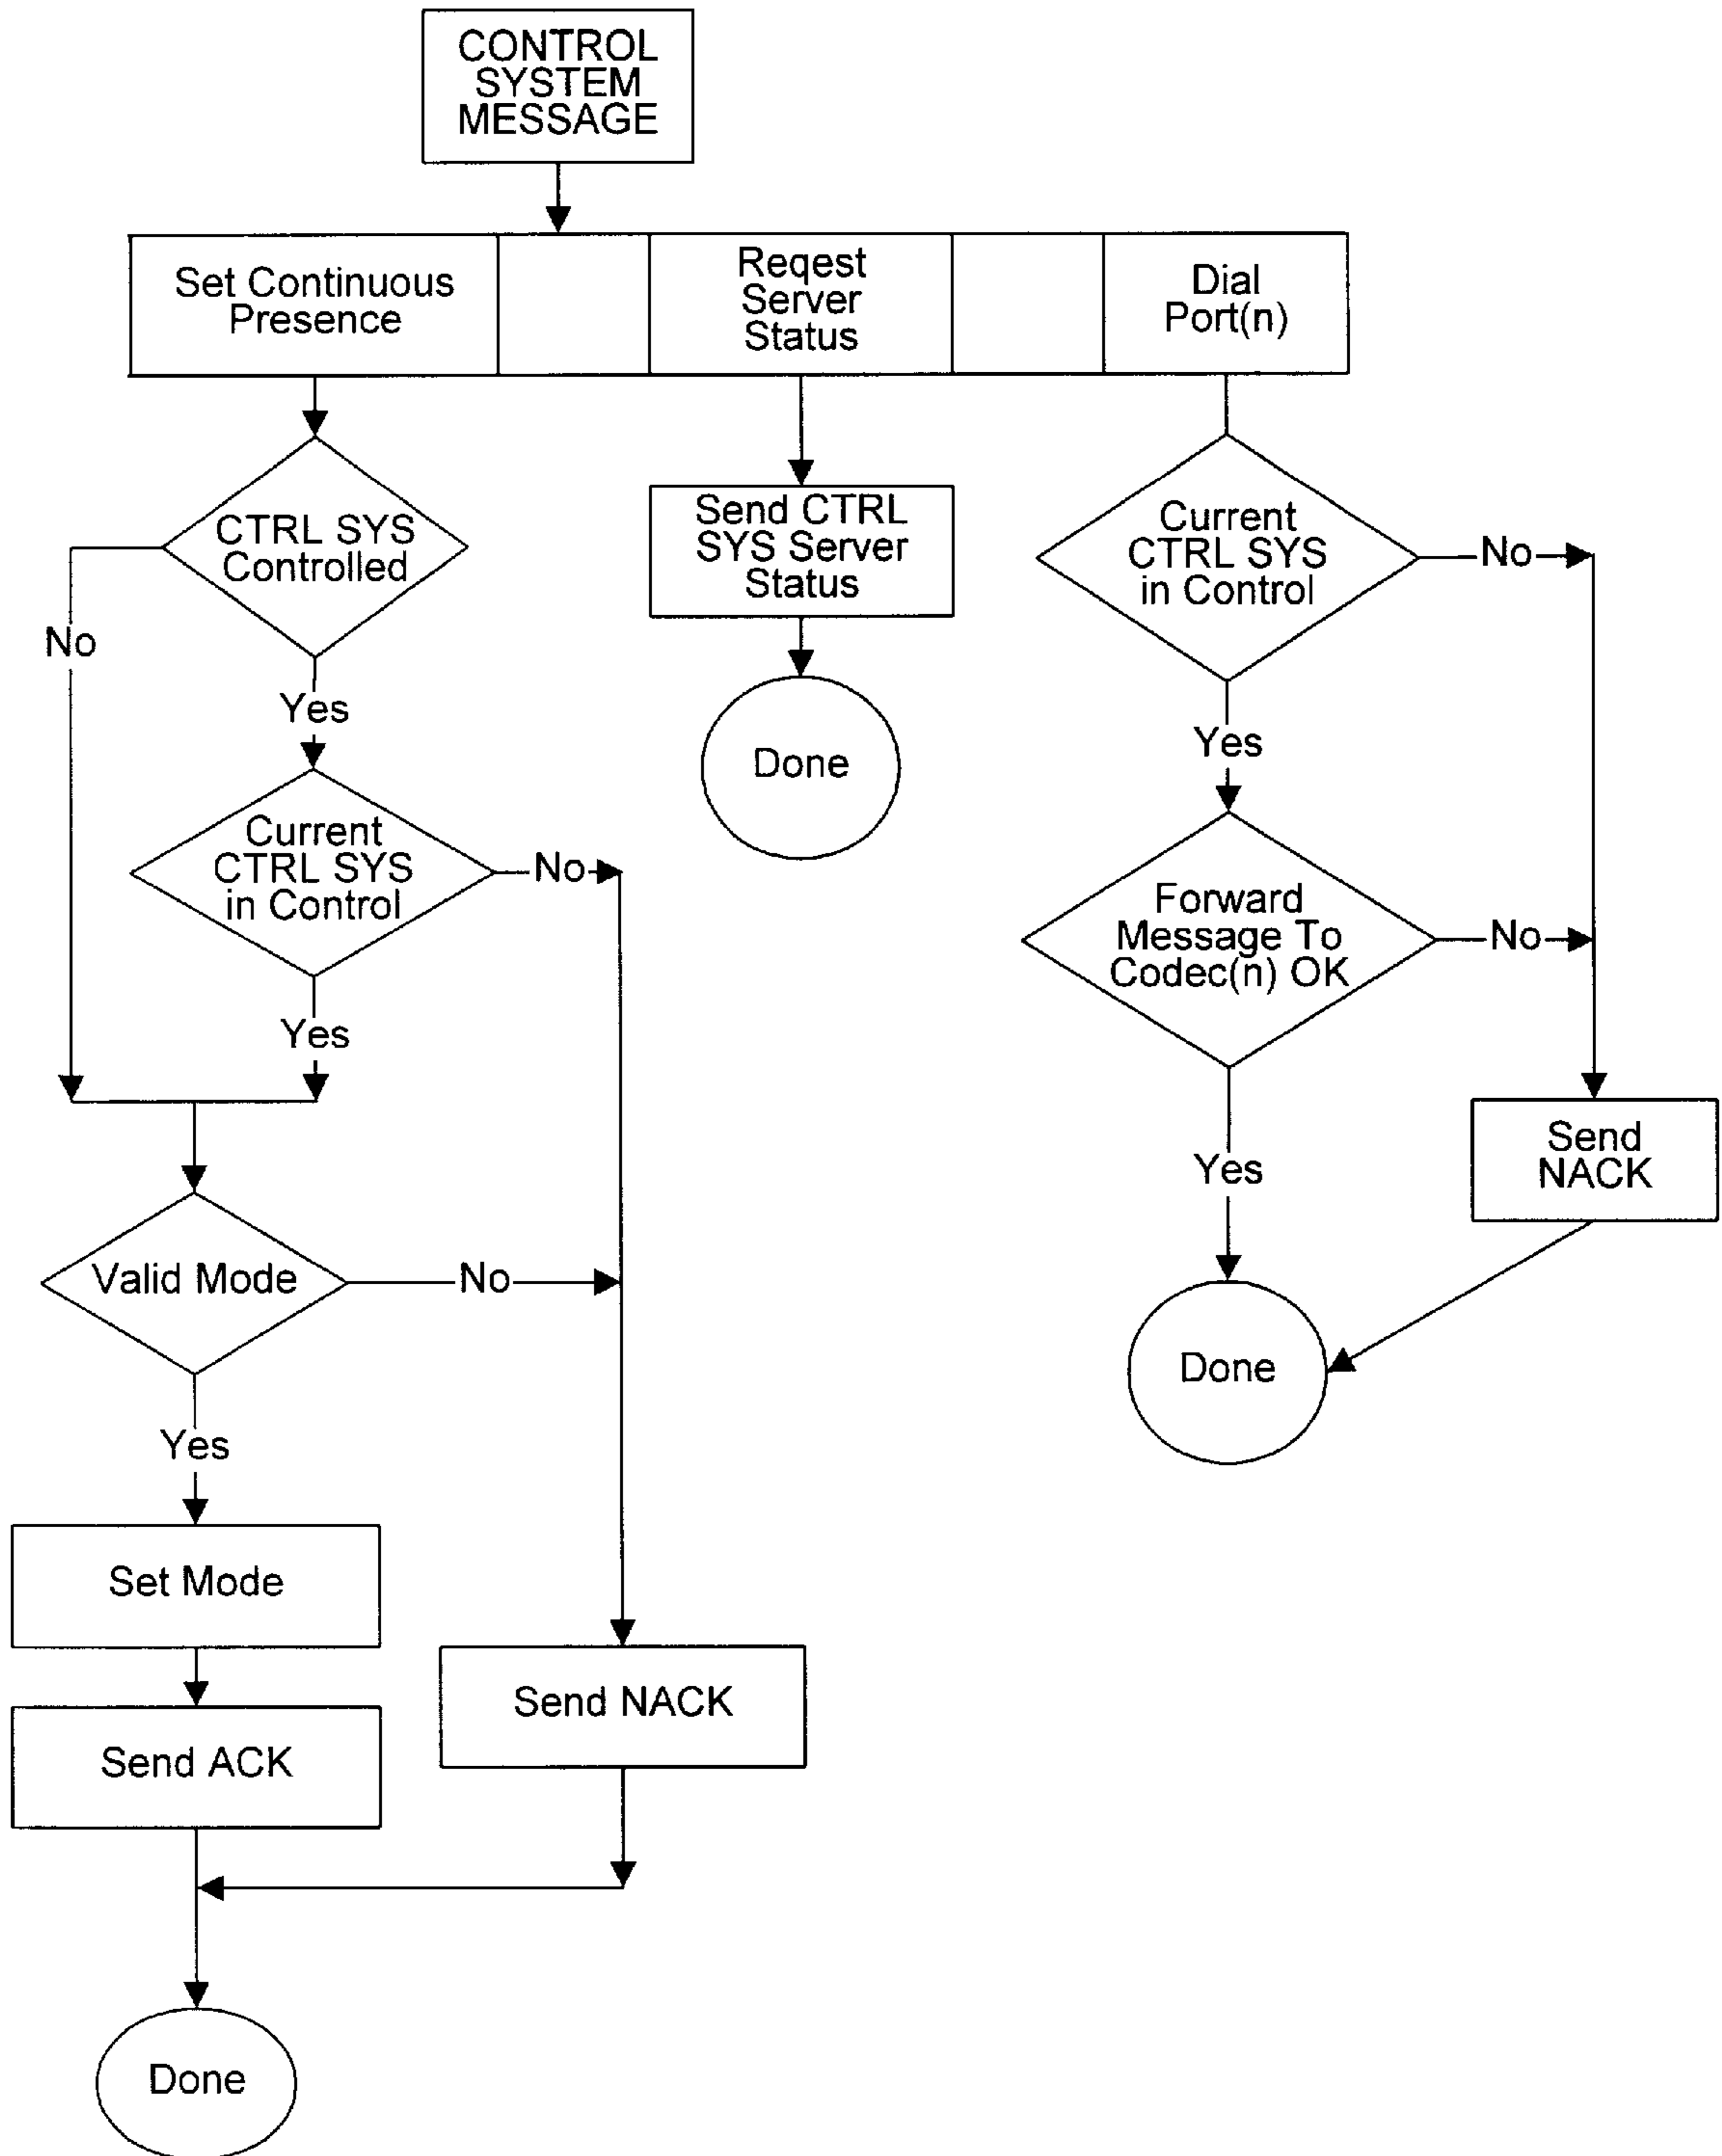 CONTROL
SYSTEM
MESSAGE
Set Continuous
Presence
Reqest
Server
Status
Dial
Port(n)
CTRL SYS
Controlled
No
Yes
Current
CTRL SYS
in Control
No
Yes
Valid Mode
No
Yes
Set Mode
Send ACK
Send NACK
Done
Send CTRL
SYS Server
Status
Done
Current
CTRL SYS
in Control
No
Yes
Forward
Message To
Codec(n) OK
No
Yes
Send
NACK
Done